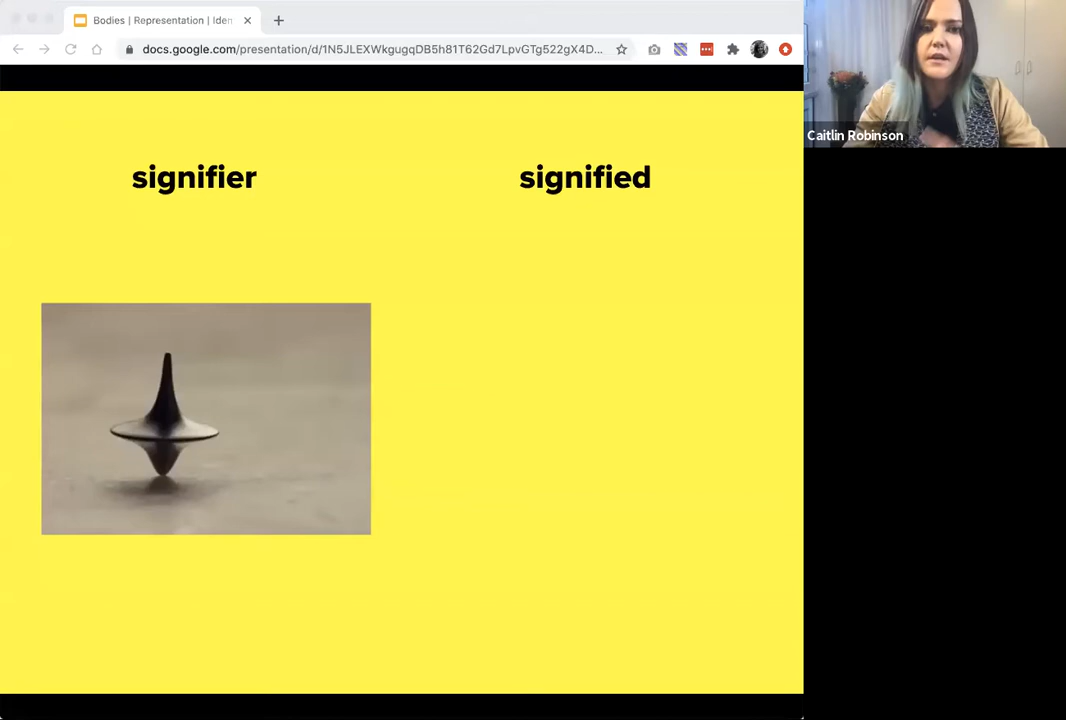 Bodies | Representation | Iden
docs.google.com/presentation/d/1N5JLEXWkgugqDB5h81T62Gd7LpvGTg522gX4D...
Caitlin Robinson
signifier
signified